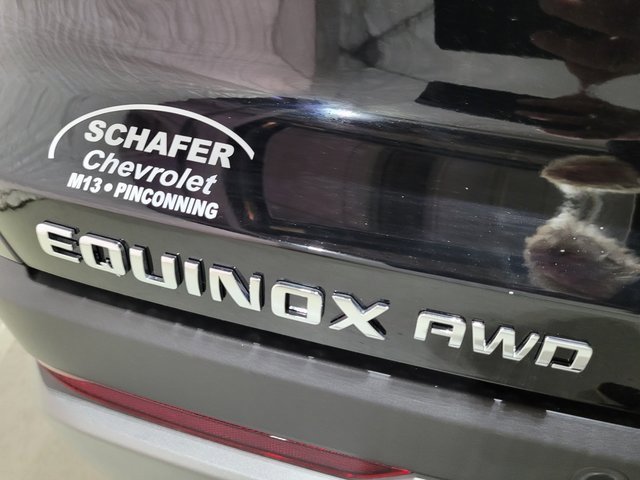 SCHAFER
Chevrolet
M13 • PINCONNING
EQUINOX AWD